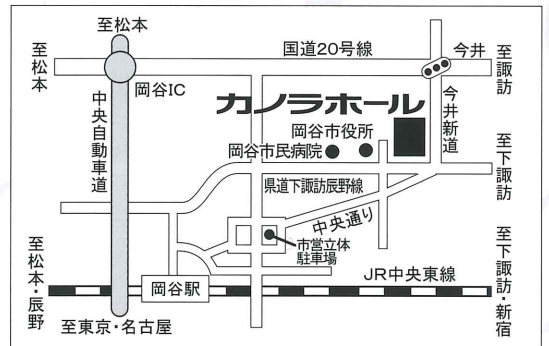 至松本
国道20号線
今井
至松本
至諏訪
岡谷IC
カノラホール
中央自動車道
岡谷市役所
今井新道
岡谷市民病院
県道下諏訪辰野線
至下諏訪
中央通り
市営立体
駐車場
至松本・辰野
JR中央東線
岡谷駅
至下諏訪・新宿
至東京・名古屋